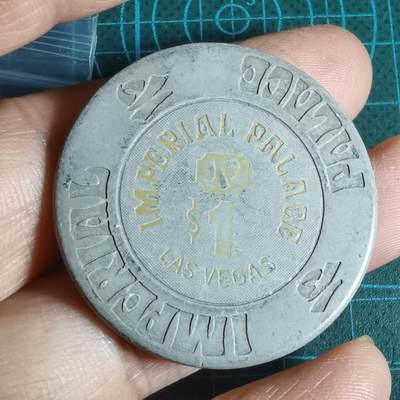 IMPERIAL PALACE
$1
LAS VEGAS
IMPERIAL
PALACE